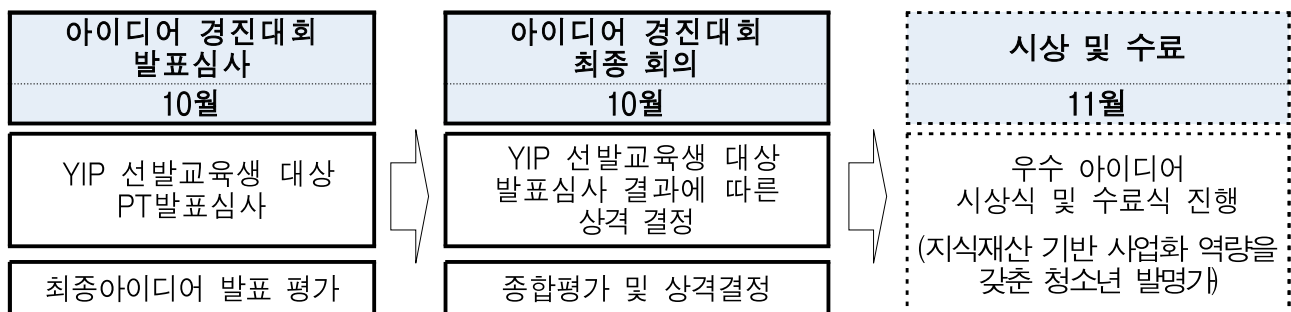 아이디어 경진대회
발표심사
10월
YIP 선발교육생 대상
PT발표심사
최종아이디어 발표 평가
아이디어 경진대회
최종 회의
10월
YIP 선발교육생 대상
발표심사 결과에 따른
상격 결정
종합평가 및 상격결정
시상 및 수료
11월
우수 아이디어
시상식 및 수료식 진행
(지식재산 기반 사업화 역량을
갖춘 청소년 발명가)